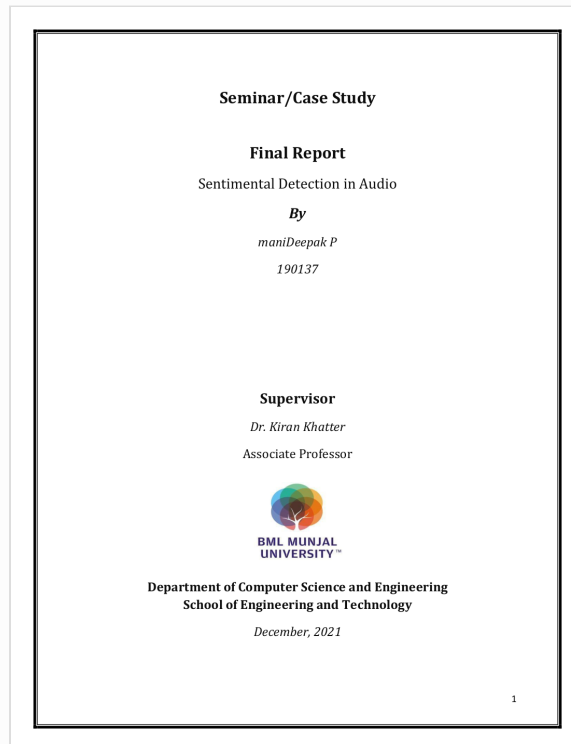 Seminar/Case Study
Final Report
Sentimental Detection in Audio
By
maniDeepak P
190137
Supervisor
Dr. Kiran Khatter
Associate Professor
BML MUNJAL
UNIVERSITY™
Department of Computer Science and Engineering
School of Engineering and Technology
December, 2021
1